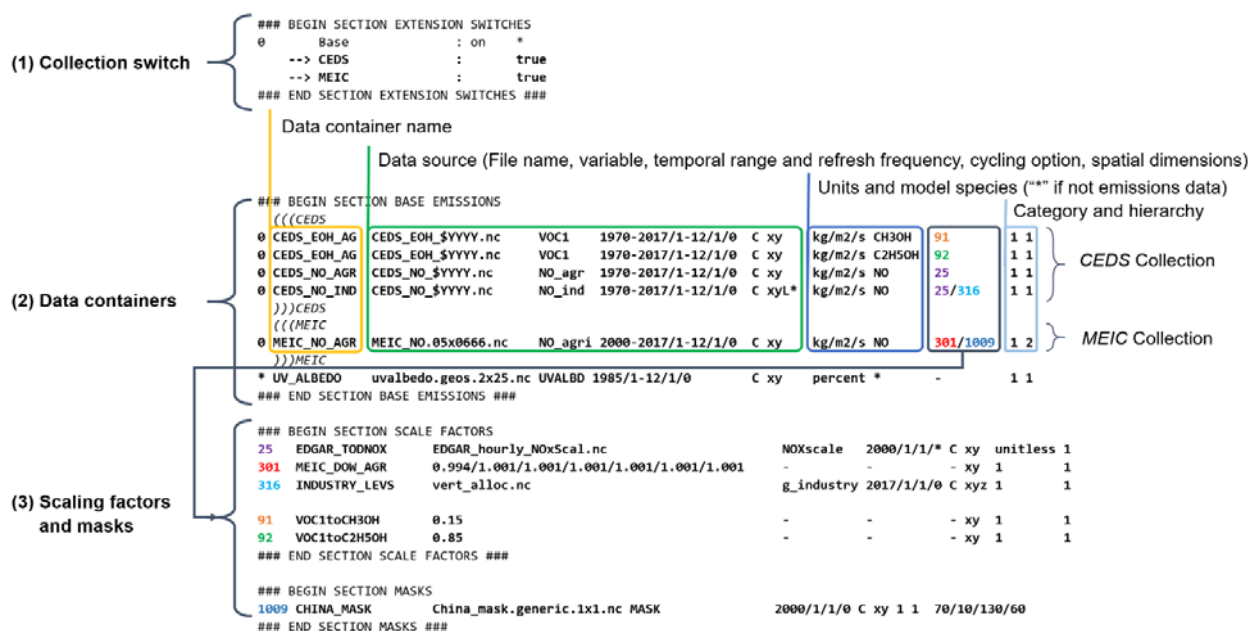 ### BEGIN SECTION EXTENSION SWITCHES
0 Base : on *
(1) Collection switch
--> CEDS : true
--> MEIC : true
### END SECTION EXTENSION SWITCHES ###
Data container name
Data source (File name, variable, temporal range and refresh frequency, cycling option, spatial dimensions)
Units and model species ("*" if not emissions data)
Category and hierarchy
### BEGIN SECTION BASE EMISSIONS
(((CEDS
0 CEDS_EOH_AG CEDS_EOH_$YYYY.nc VOC1 1970-2017/1-12/1/0 C xy kg/m2/s CH3OH 91 1 1
0 CEDS_EOH_AG CEDS_EOH_$YYYY.nc VOC1 1970-2017/1-12/1/0 C xy kg/m2/s C2H5OH 92 1 1
CEDS Collection
0 CEDS_NO_AGR CEDS_NO_$YYYY.nc NO_agr 1970-2017/1-12/1/0 C xy kg/m2/s NO 25 1 1
0 CEDS_NO_IND CEDS_NO_$YYYY.nc NO_ind 1970-2017/1-12/1/0 C xyL* kg/m2/s NO 25/316 1 1
(2) Data containers
)))CEDS
(((MEIC
0 MEIC_NO_AGR MEIC_NO.05x0666.nc NO_agri 2000-2017/1-12/1/0 C xy kg/m2/s NO 301/1009 1 2
MEIC Collection
)))MEIC
* UV_ALBEDO uvalbedo.geos.2x25.nc UVALBD 1985/1-12/1/0 C xy percent * - 1 1
### END SECTION BASE EMISSIONS ###
### BEGIN SECTION SCALE FACTORS
25 EDGAR_TODNOX EDGAR_hourly_NOxScal.nc NOXscale 2000/1/1/* C xy unitless 1
301 MEIC_DOW_AGR 0.994/1.001/1.001/1.001/1.001/1.001/1.001 - - - xy 1 1
316 INDUSTRY_LEVS vert_alloc.nc g_industry 2017/1/1/0 C xyz 1 1
(3) Scaling factors and masks
91 VOC1toCH3OH 0.15 - - - xy 1 1
92 VOC1toC2H5OH 0.85 - - - xy 1 1
### END SECTION SCALE FACTORS ###
### BEGIN SECTION MASKS
1009 CHINA_MASK China_mask.generic.1x1.nc MASK 2000/1/1/0 C xy 1 1 70/10/130/60
### END SECTION MASKS ###